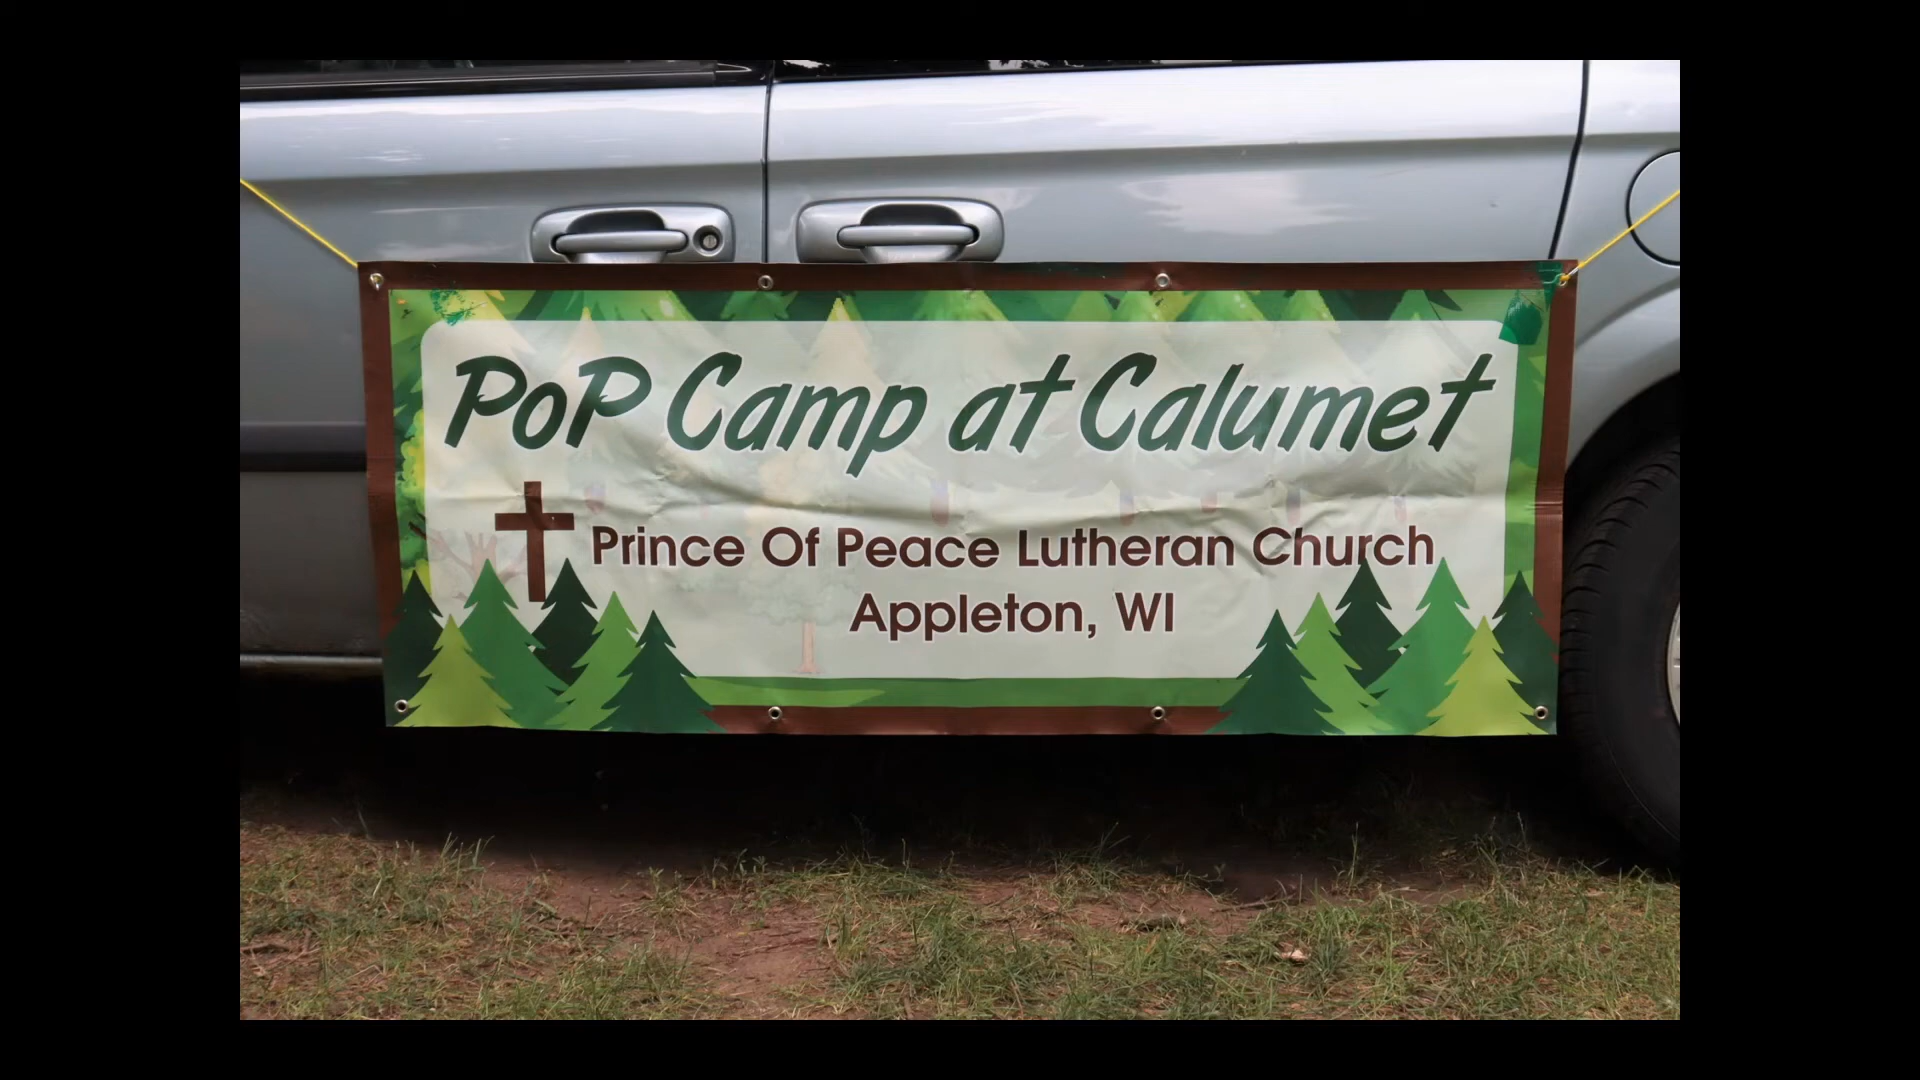 PoP Camp at Calumet
Prince Of Peace Lutheran Church
Appleton, WI